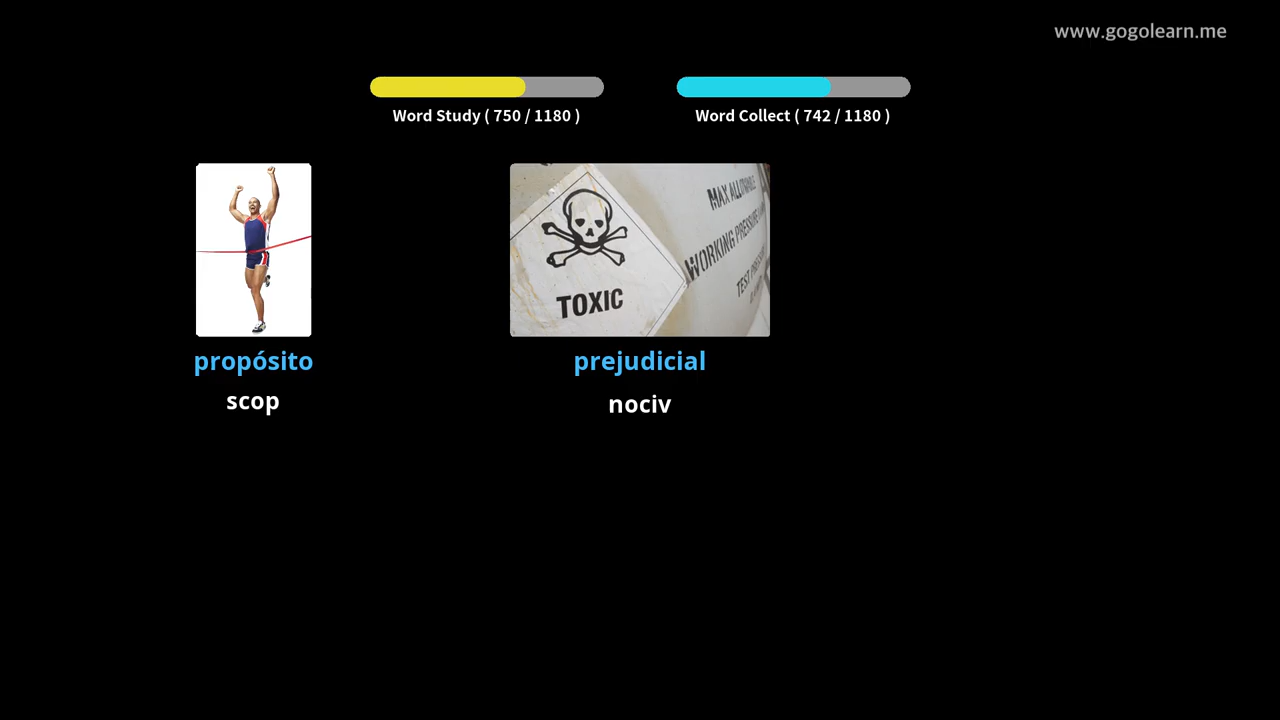 www.gogolearn.me
Word Study ( 750 / 1180 )
Word Collect ( 742 / 1180 )
MAX ALLOWABLE
WORKING PRESSURE
TEST
TOXIC
propósito
prejudicial
scop
nociv